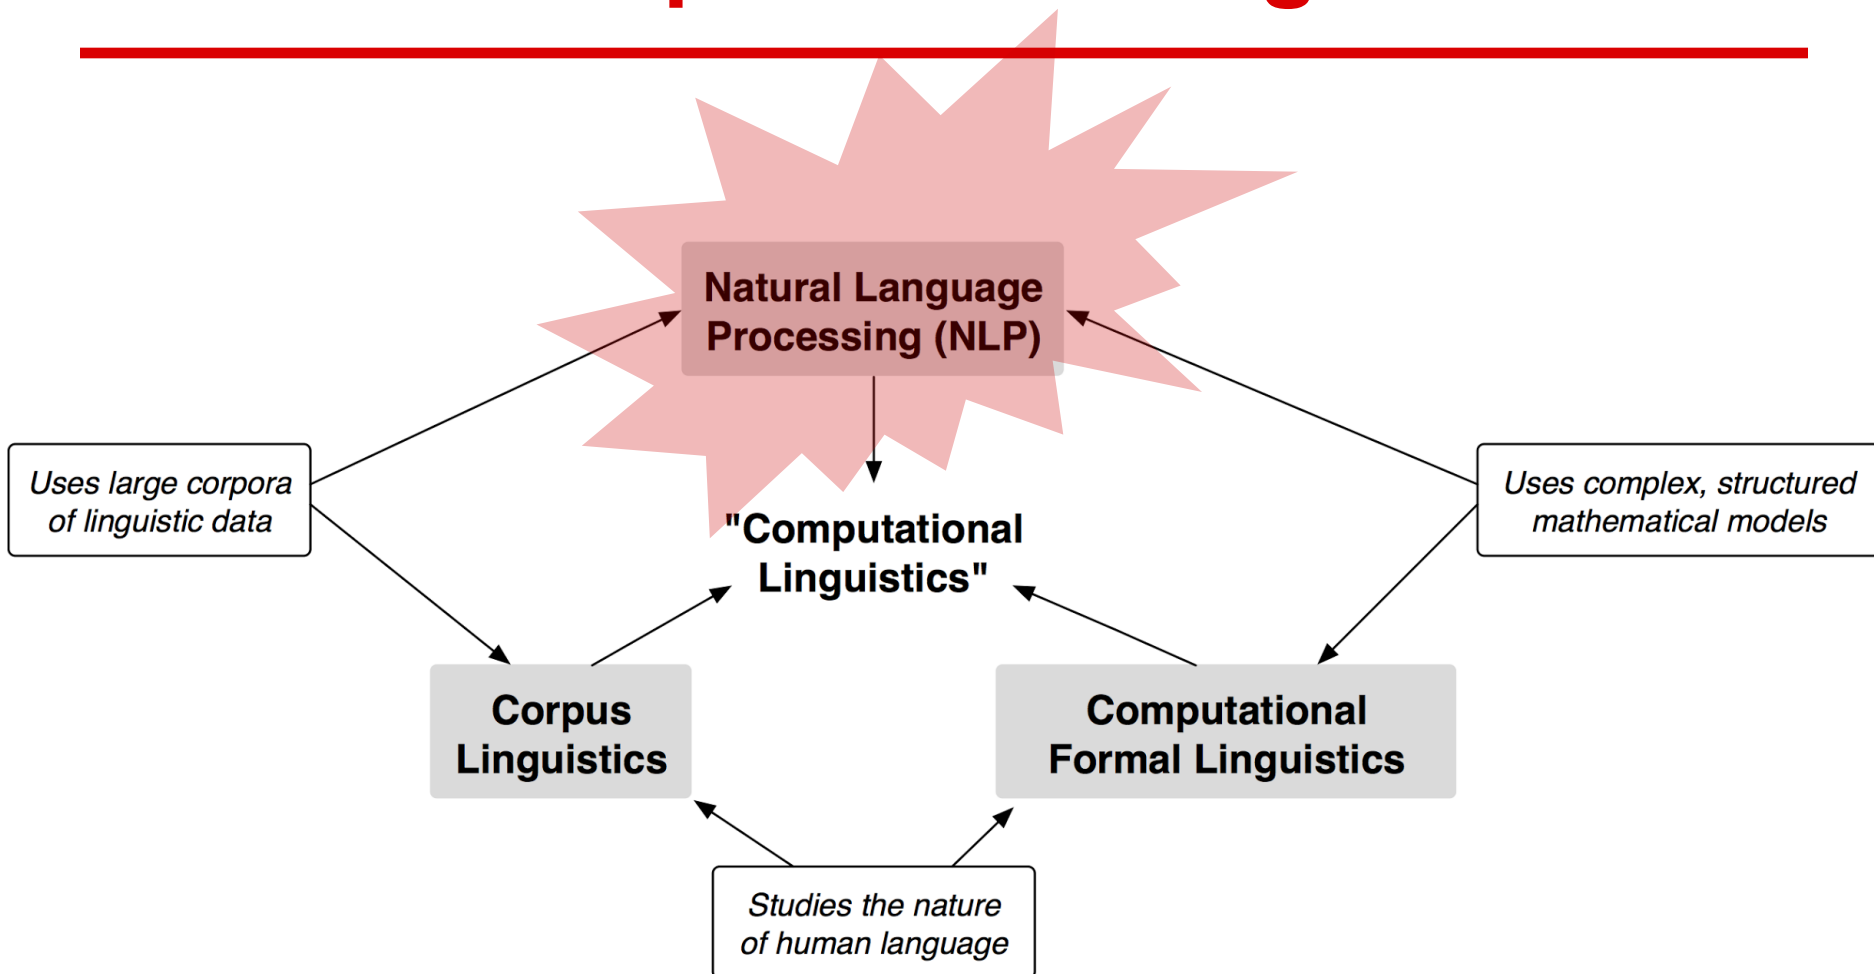 Natural Language
Processing (NLP)
Uses large corpora
of linguistic data
Uses complex, structured
mathematical models
"Computational
Linguistics"
Corpus
Linguistics
Computational
Formal Linguistics
Studies the nature
of human language